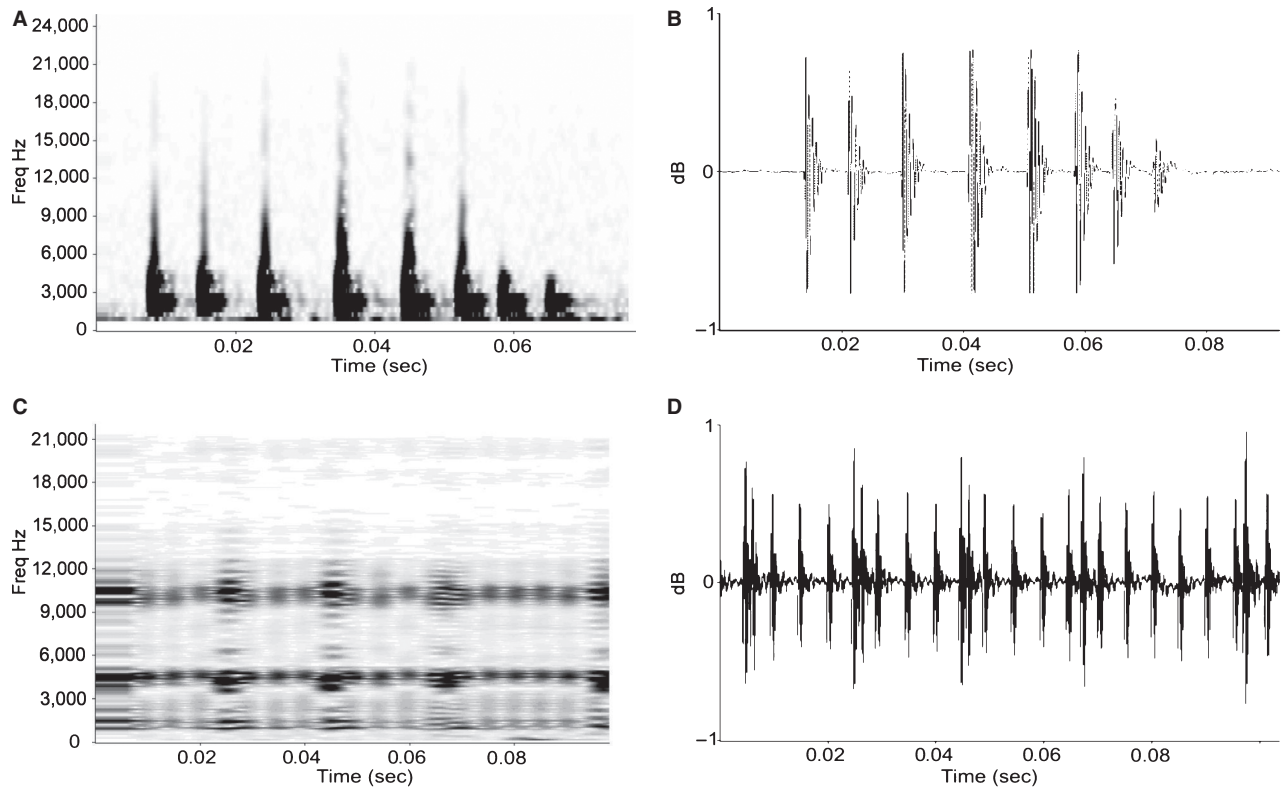 A
24,000
21,000
18,000
15,000
12,000
9,000
6,000
3,000
0
Freq Hz
0.02 0.04 0.06
Time (sec)
B
1
0
−1
dB
0.02 0.04 0.06 0.08
Time (sec)
C
21,000
18,000
15,000
12,000
9,000
6,000
3,000
0
Freq Hz
0.02 0.04 0.06 0.08
Time (sec)
D
1
0
−1
dB
0.02 0.04 0.06 0.08
Time (sec)